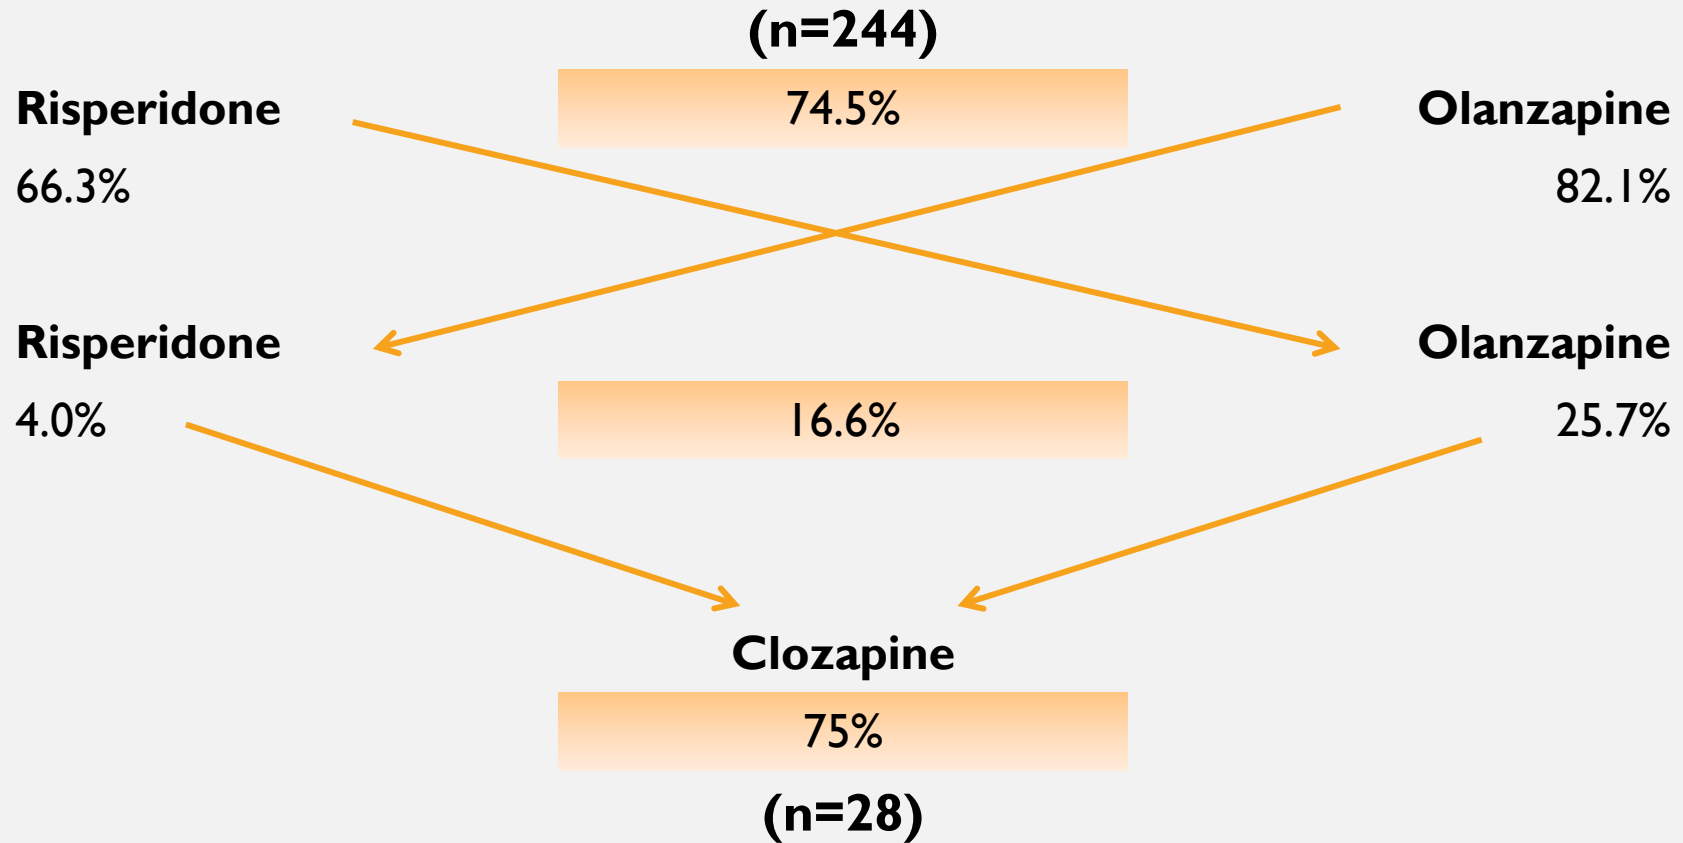 (n=244)
Risperidone 74.5% Olanzapine
66.3% 82.1%
Risperidone Olanzapine
4.0% 16.6% 25.7%
Clozapine
75%
(n=28)